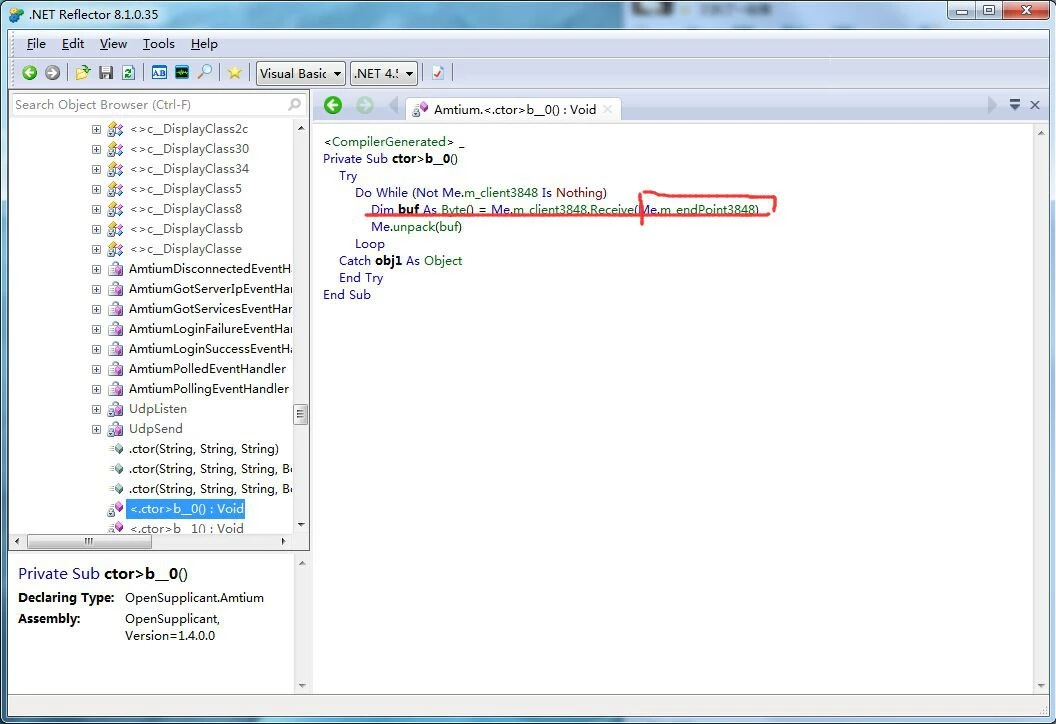 .NET Reflector 8.1.0.35
File Edit View Tools Help
Visual Basic .NET 4.!
Search Object Browser (Ctrl-F)
Amtium.<.ctor>b__0() : Void
<>c__DisplayClass2c
<>c__DisplayClass30
<>c__DisplayClass34
<>c__DisplayClass5
<>c__DisplayClass8
<>c__DisplayClassb
<>c__DisplayClasse
AmtiumDisconnectedEventH
AmtiumGotServerIpEventHar
AmtiumGotServicesEventHar
AmtiumLoginFailureEventHar
AmtiumLoginSuccessEventHa
AmtiumPolledEventHandler
AmtiumPollingEventHandler
UdpListen
UdpSend
.ctor(String, String, String)
.ctor(String, String, String, Bo
.ctor(String, String, String, Bo
<.ctor>b__0() : Void
<.ctor>b__1() : Void
<CompilerGenerated> _
Private Sub ctor>b__0()
Try
Do While (Not Me.m_client3848 Is Nothing)
Dim buf As Byte() = Me.m_client3848.Receive(Me.m_endPoint3848)
Me.unpack(buf)
Loop
Catch obj1 As Object
End Try
End Sub
Private Sub ctor>b__0()
Declaring Type: OpenSupplicant.Amtium
Assembly: OpenSupplicant,
Version=1.4.0.0